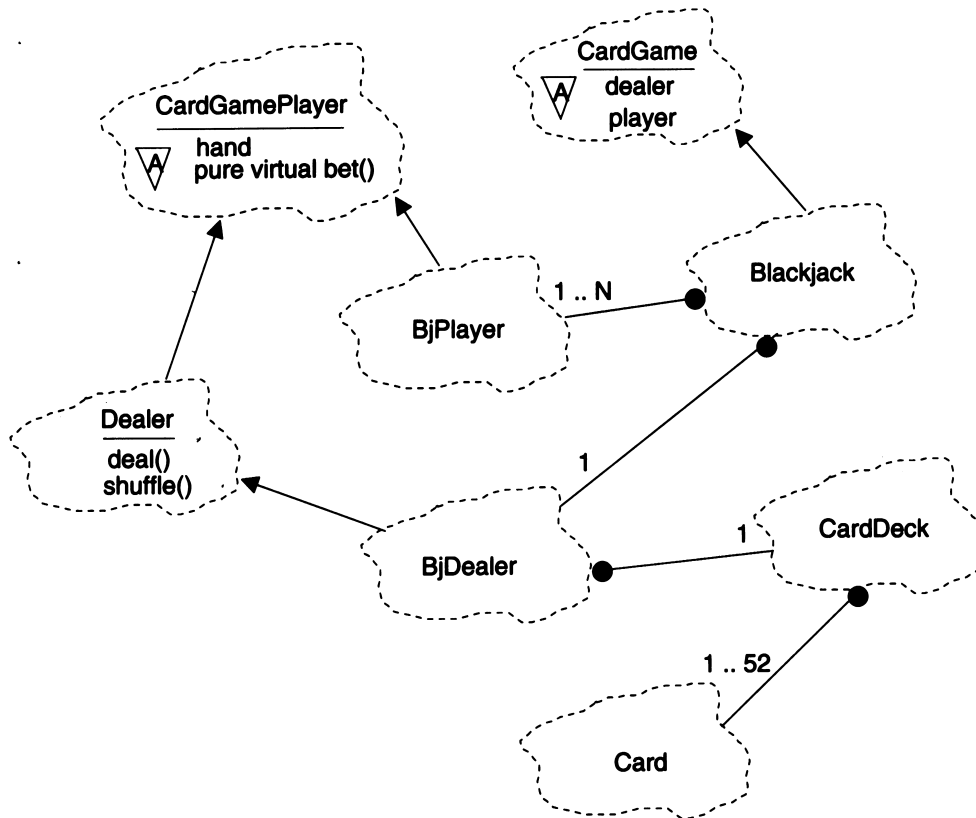 CardGame
A
dealer
player
CardGamePlayer
A
hand
pure virtual bet()
Blackjack
1 .. N
BjPlayer
Dealer
deal()
shuffle()
1
CardDeck
1
BjDealer
1 .. 52
Card